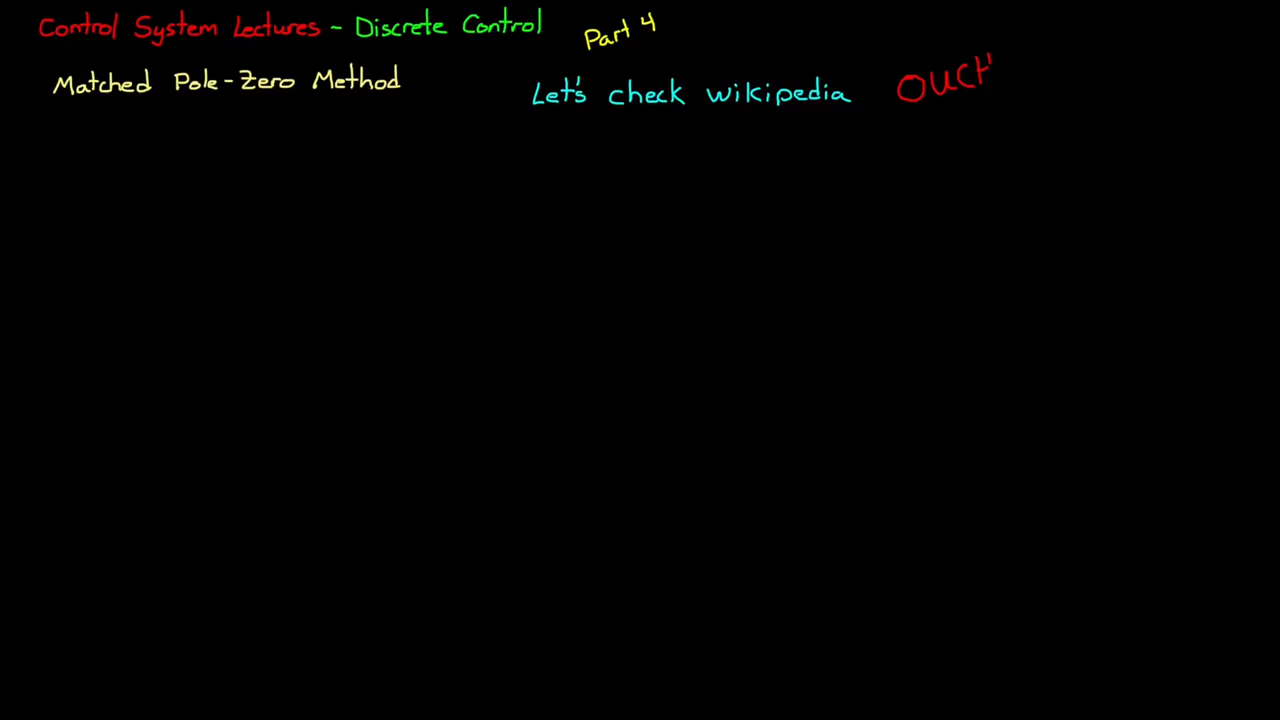 Control System Lectures - Discrete Control
Part 4
Matched Pole-Zero Method
Let's check wikipedia